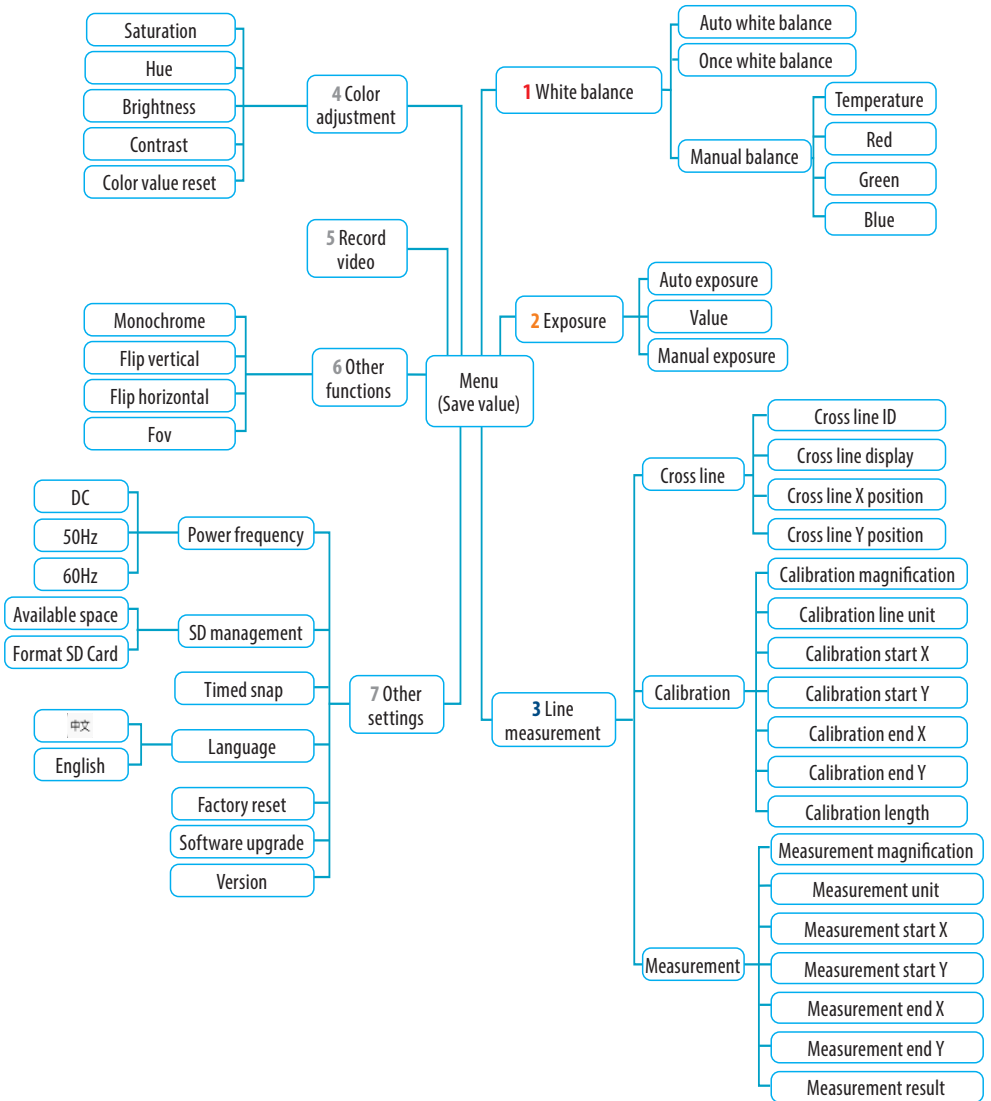 Menu
(Save value)
1 White balance
Auto white balance
Once white balance
Manual balance
Temperature
Red
Green
Blue
2 Exposure
Auto exposure
Value
Manual exposure
3 Line
measurement
Cross line
Cross line ID
Cross line display
Cross line X position
Cross line Y position
Calibration
Calibration magnification
Calibration line unit
Calibration start X
Calibration start Y
Calibration end X
Calibration end Y
Calibration length
Measurement
Measurement magnification
Measurement unit
Measurement start X
Measurement start Y
Measurement end X
Measurement end Y
Measurement result
4 Color
adjustment
Saturation
Hue
Brightness
Contrast
Color value reset
5 Record
video
6 Other
functions
Monochrome
Flip vertical
Flip horizontal
Fov
7 Other
settings
Power frequency
DC
50Hz
60Hz
SD management
Available space
Format SD Card
Timed snap
Language
中文
English
Factory reset
Software upgrade
Version